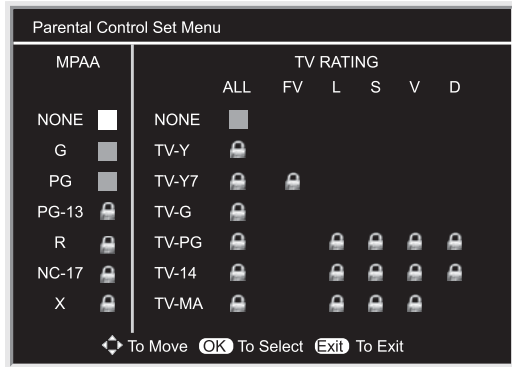 Parental Control Set Menu
MPAA TV RATING
ALL FV L S V D
NONE NONE
G TV-Y
PG TV-Y7
PG-13 TV-G
R TV-PG
NC-17 TV-14
X TV-MA
To Move OK To Select Exit To Exit